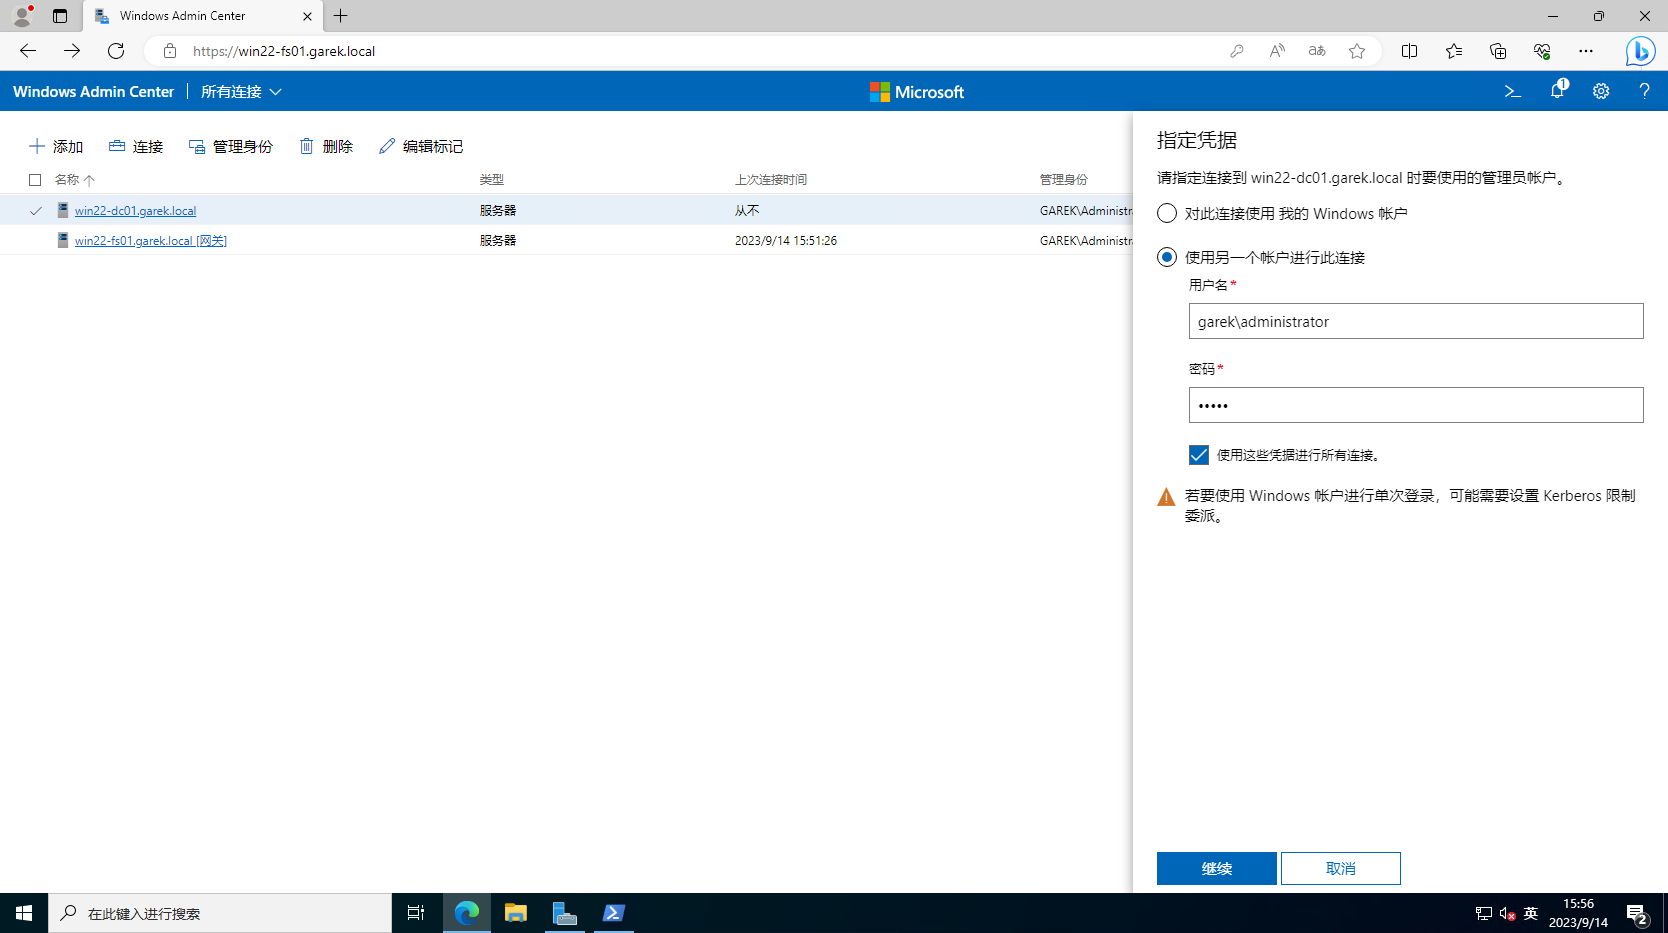 Windows Admin Center
https://win22-fs01.garek.local
Windows Admin Center
所有连接
Microsoft
1
添加
连接
管理身份
删除
编辑标记
名称
类型
上次连接时间
管理身份
win22-dc01.garek.local
服务器
从不
GAREK\Administra
win22-fs01.garek.local [网关]
服务器
2023/9/14 15:51:26
GAREK\Administra
指定凭据
请指定连接到 win22-dc01.garek.local 时要使用的管理员帐户。
对此连接使用 我的 Windows 帐户
使用另一个帐户进行此连接
用户名*
garek\administrator
密码*
•••••
使用这些凭据进行所有连接。
若要使用 Windows 帐户进行单次登录，可能需要设置 Kerberos 限制
委派。
继续
取消
在此键入进行搜索
英
15:56
2023/9/14
2